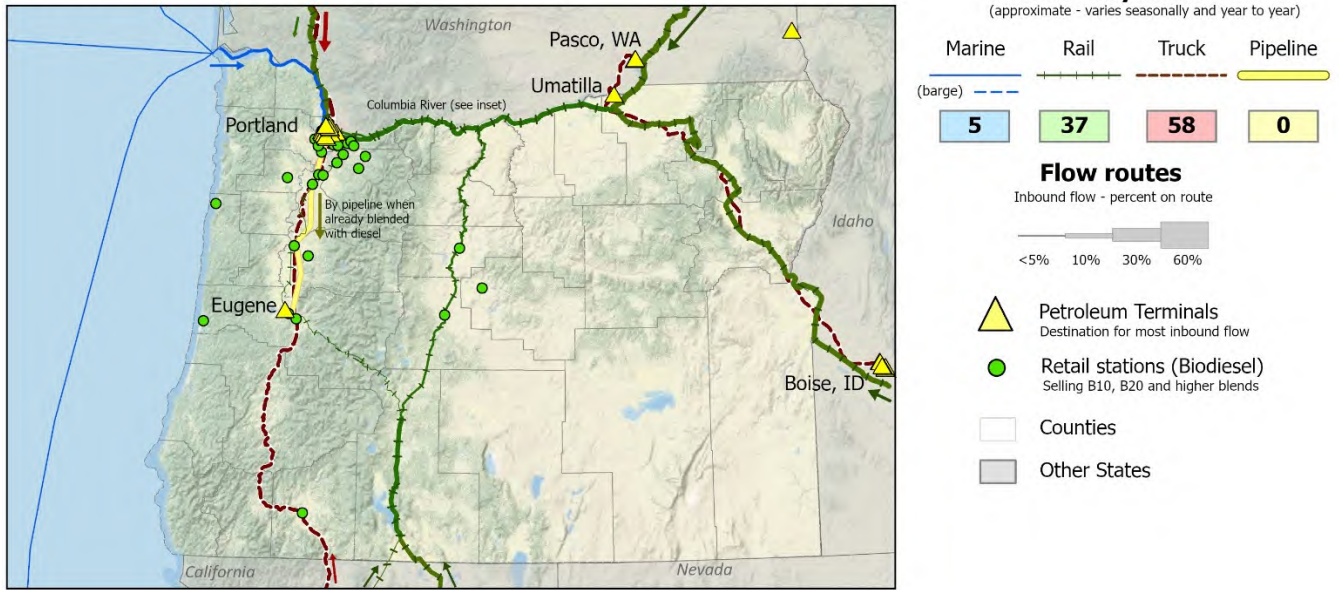 Washington
Pasco, WA
Umatilla
Columbia River (see inset)
Portland
Idaho
By pipeline when
already blended
with diesel
Eugene
Boise, ID
California
Nevada
(approximate - varies seasonally and year to year)
Marine Rail Truck Pipeline
(barge)
5 37 58 0
Flow routes
Inbound flow - percent on route
<5% 10% 30% 60%
Petroleum Terminals
Destination for most inbound flow
Retail stations (Biodiesel)
Selling B10, B20 and higher blends
Counties
Other States